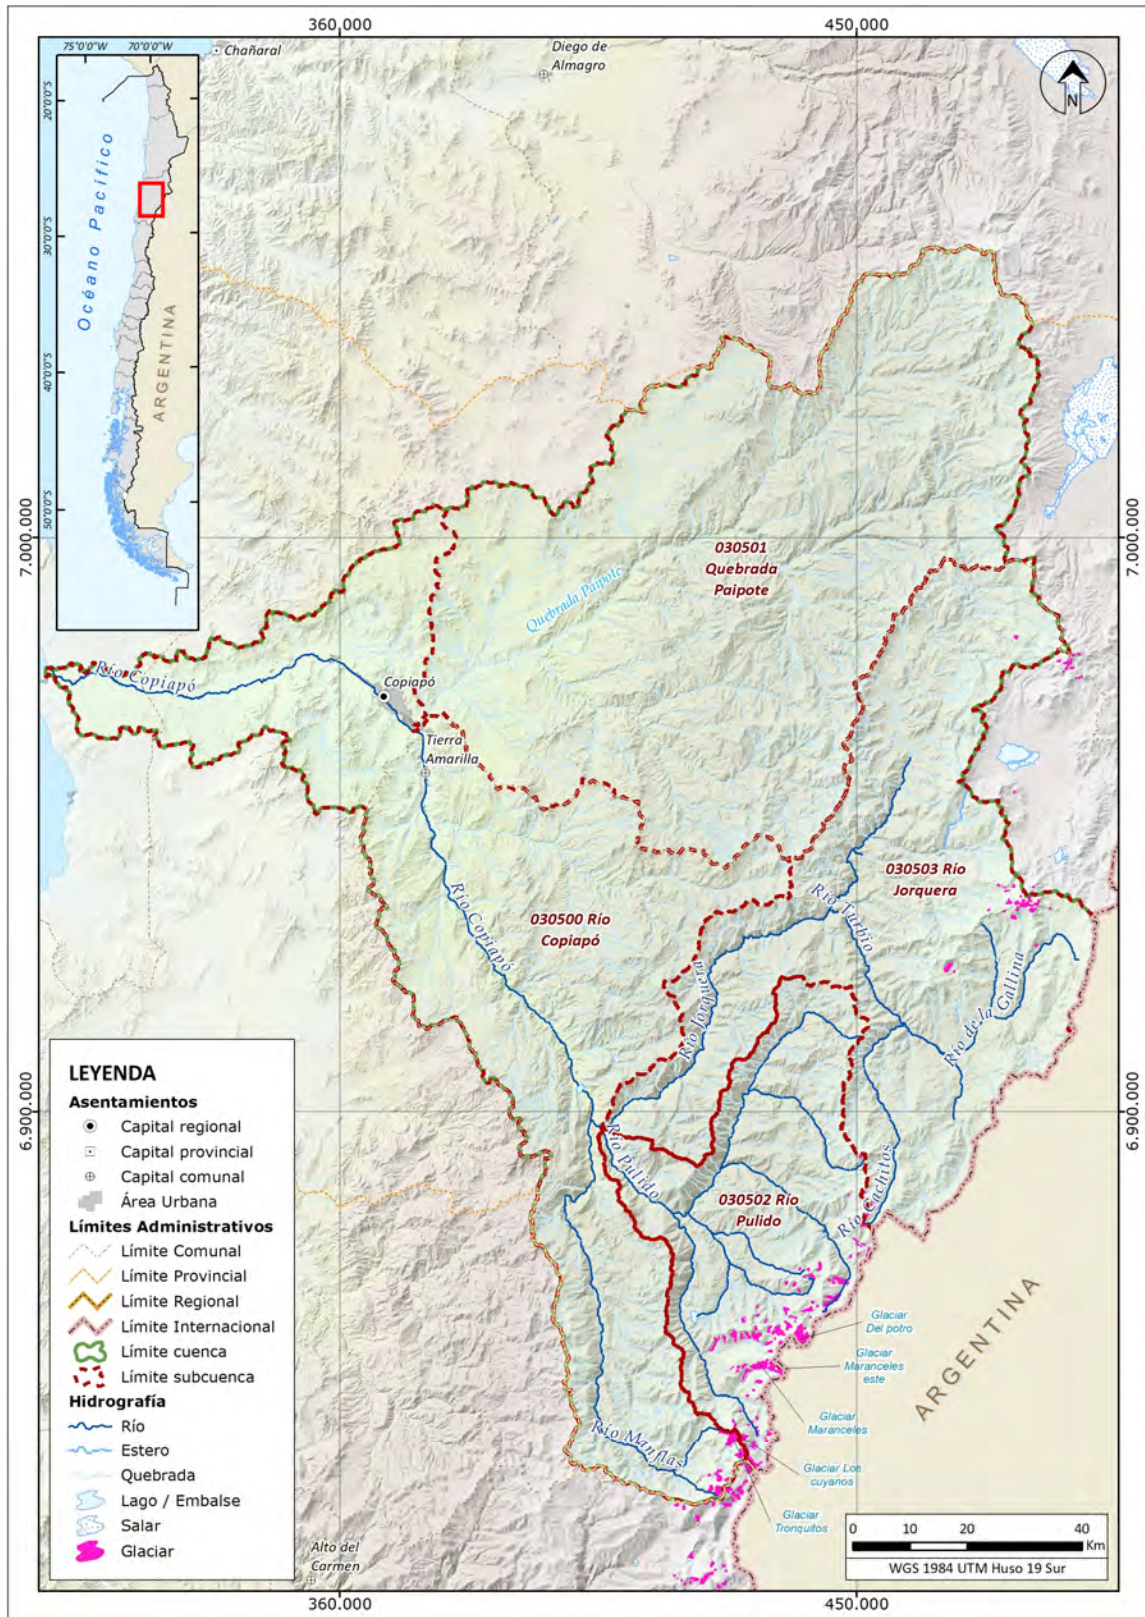 360.000
450.000
75°0'0"W
70°0'0"W
20°0'0"S
30°0'0"S
40°0'0"S
50°0'0"S
Océano Pacífico
ARGENTINA
Chañaral
Diego de
Almagro
N
7.000.000
7.000.000
030501
Quebrada
Paipote
Quebrada Paipote
Río Copiapó
Copiapó
Tierra
Amarilla
030503 Río
Jorquera
Río Turbio
030500 Río
Copiapó
Río Copiapó
Río Jorquera
Río de la Gallina
6.900.000
6.900.000
Río Pulido
030502 Río
Pulido
Río Cachitos
Glaciar
Del potro
Glaciar
Maranceles
este
Glaciar
Maranceles
Glaciar Los
cuyanos
Glaciar
Tronquitos
Río Manflas
ARGENTINA
Alto del
Carmen
LEYENDA
Asentamientos
Capital regional
Capital provincial
Capital comunal
Área Urbana
Límites Administrativos
Límite Comunal
Límite Provincial
Límite Regional
Límite Internacional
Límite cuenca
Límite subcuenca
Hidrografía
Río
Estero
Quebrada
Lago / Embalse
Salar
Glaciar
0 10 20 40
Km
WGS 1984 UTM Huso 19 Sur
360.000
450.000